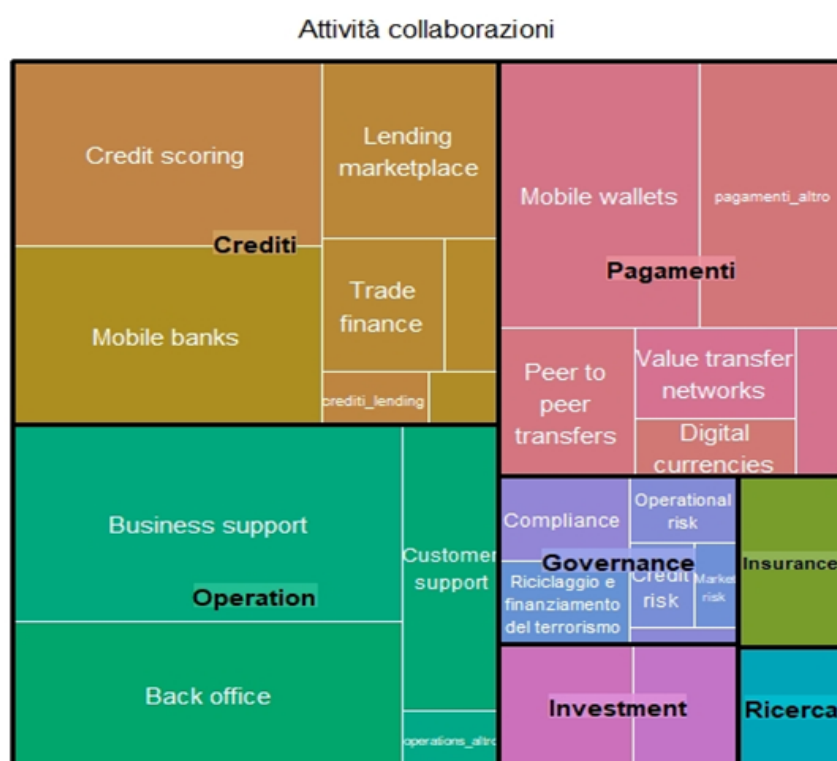 Attività collaborazioni
Credit scoring
Lending
marketplace
Crediti
Mobile banks
Trade
finance
crediti_lending
Mobile wallets
pagamenti_altro
Pagamenti
Peer to
peer
transfers
Value transfer
networks
Digital
currencies
Business support
Customer
support
Operation
Back office
operations_altro
Compliance
Operational
risk
Governance
Riciclaggio e
finanziamento
del terrorismo
Credit
risk
Market
risk
Insurance
Investment
Ricerca